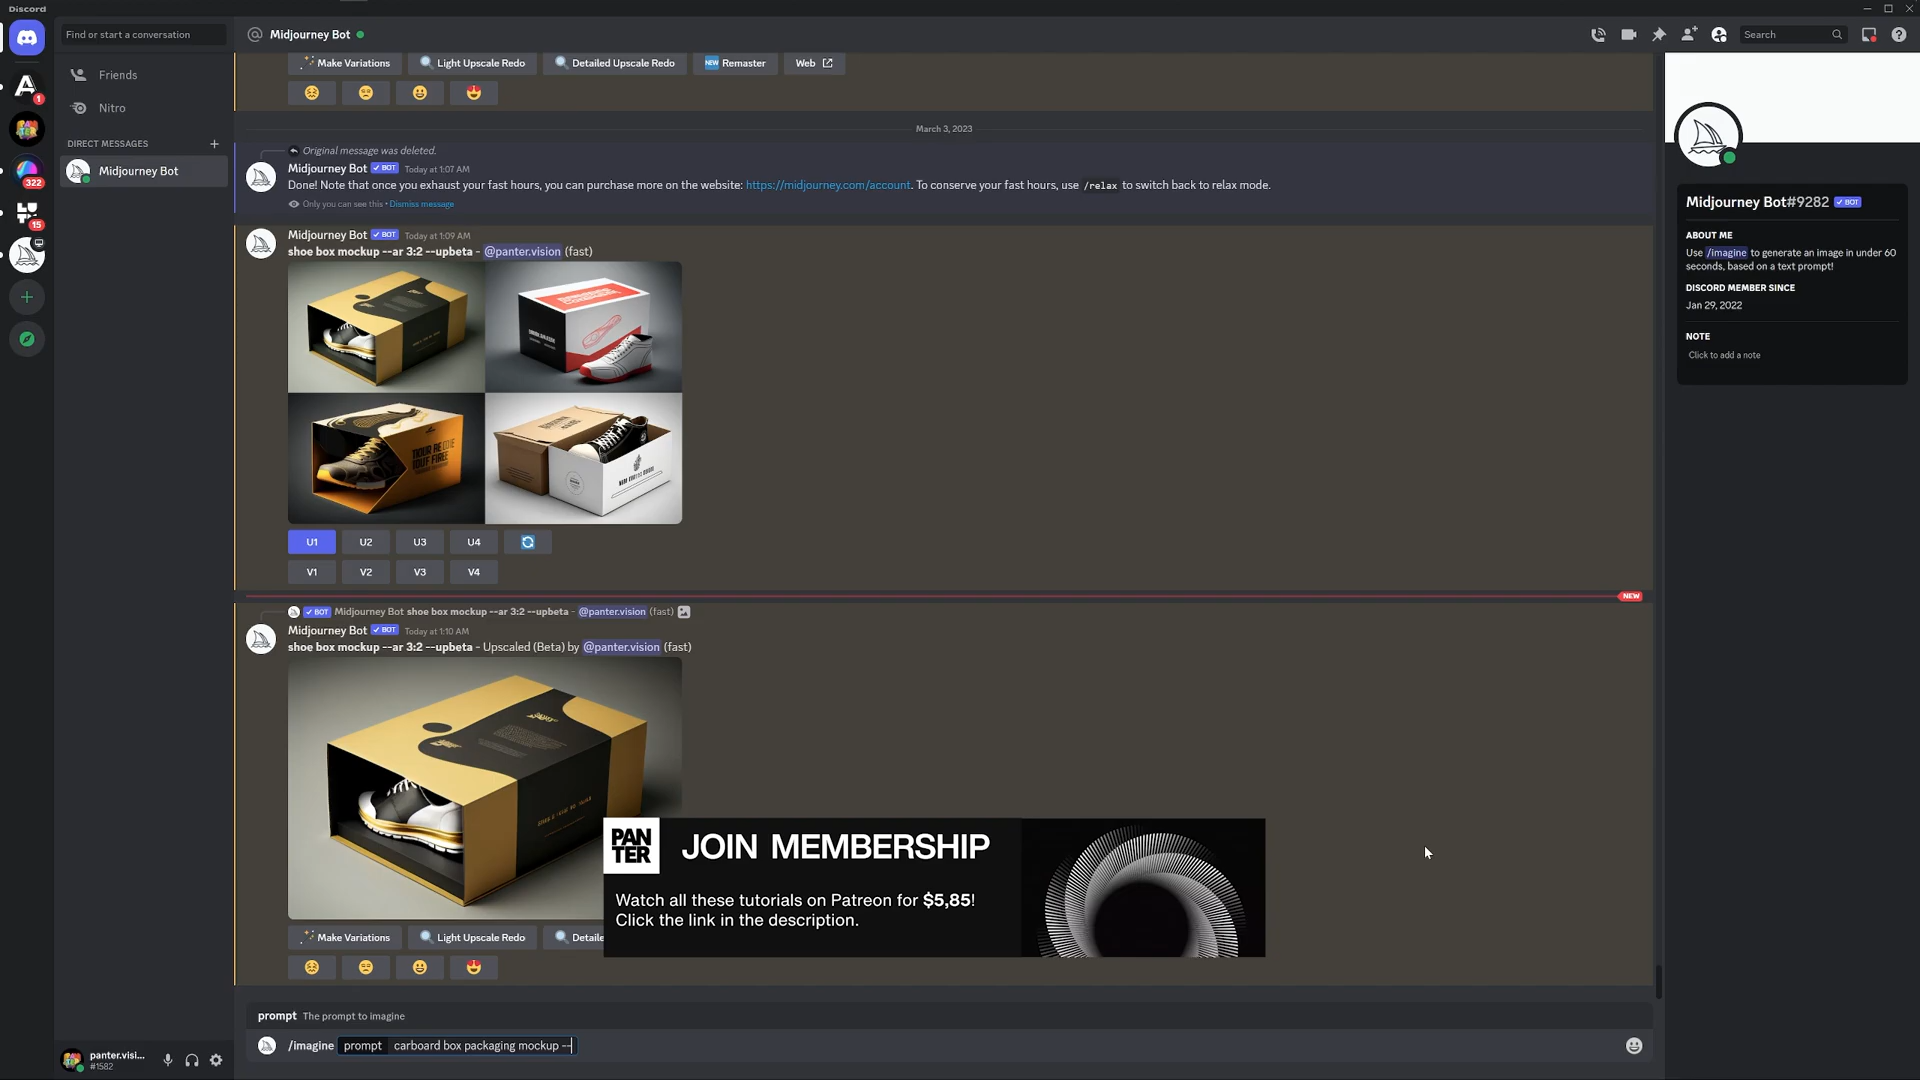 Discord
Find or start a conversation
Midjourney Bot
Search
Friends
Nitro
DIRECT MESSAGES
Midjourney Bot
1
322
15
Make Variations
Light Upscale Redo
Detailed Upscale Redo
NEW Remaster
Web
March 3, 2023
Original message was deleted.
Midjourney Bot ✓ BOT Today at 1:07 AM
Done! Note that once you exhaust your fast hours, you can purchase more on the website: https://midjourney.com/account. To conserve your fast hours, use /relax to switch back to relax mode.
Only you can see this • Dismiss message
Midjourney Bot ✓ BOT Today at 1:09 AM
shoe box mockup --ar 3:2 --upbeta - @panter.vision (fast)
U1
U2
U3
U4
V1
V2
V3
V4
NEW
✓ BOT Midjourney Bot shoe box mockup --ar 3:2 --upbeta - @panter.vision (fast)
Midjourney Bot ✓ BOT Today at 1:10 AM
shoe box mockup --ar 3:2 --upbeta - Upscaled (Beta) by @panter.vision (fast)
PAN
TER
JOIN MEMBERSHIP
Watch all these tutorials on Patreon for $5,85!
Click the link in the description.
Make Variations
Light Upscale Redo
Detaile
prompt The prompt to imagine
/imagine prompt carboard box packaging mockup --
panter.visi...
#1582
Midjourney Bot#9282 ✓ BOT
ABOUT ME
Use /imagine to generate an image in under 60
seconds, based on a text prompt!
DISCORD MEMBER SINCE
Jan 29, 2022
NOTE
Click to add a note